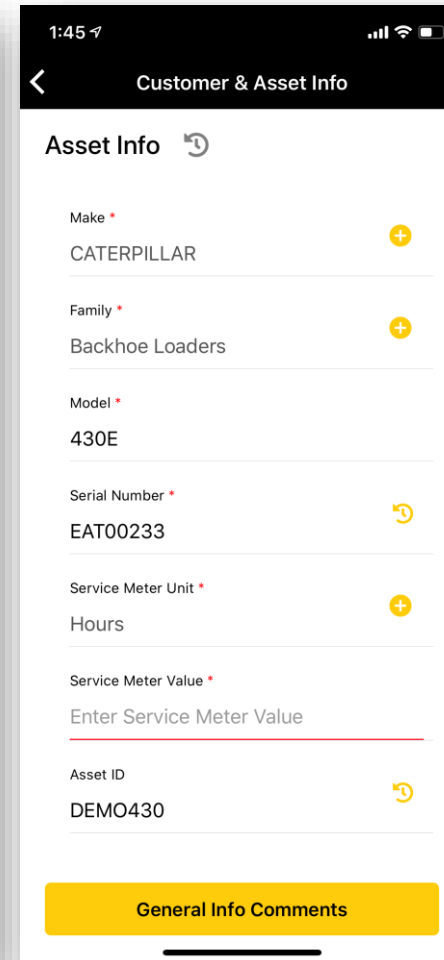 1:45
Customer & Asset Info
Asset Info
Make *
CATERPILLAR
Family *
Backhoe Loaders
Model *
430E
Serial Number *
EAT00233
Service Meter Unit *
Hours
Service Meter Value *
Enter Service Meter Value
Asset ID
DEMO430
General Info Comments